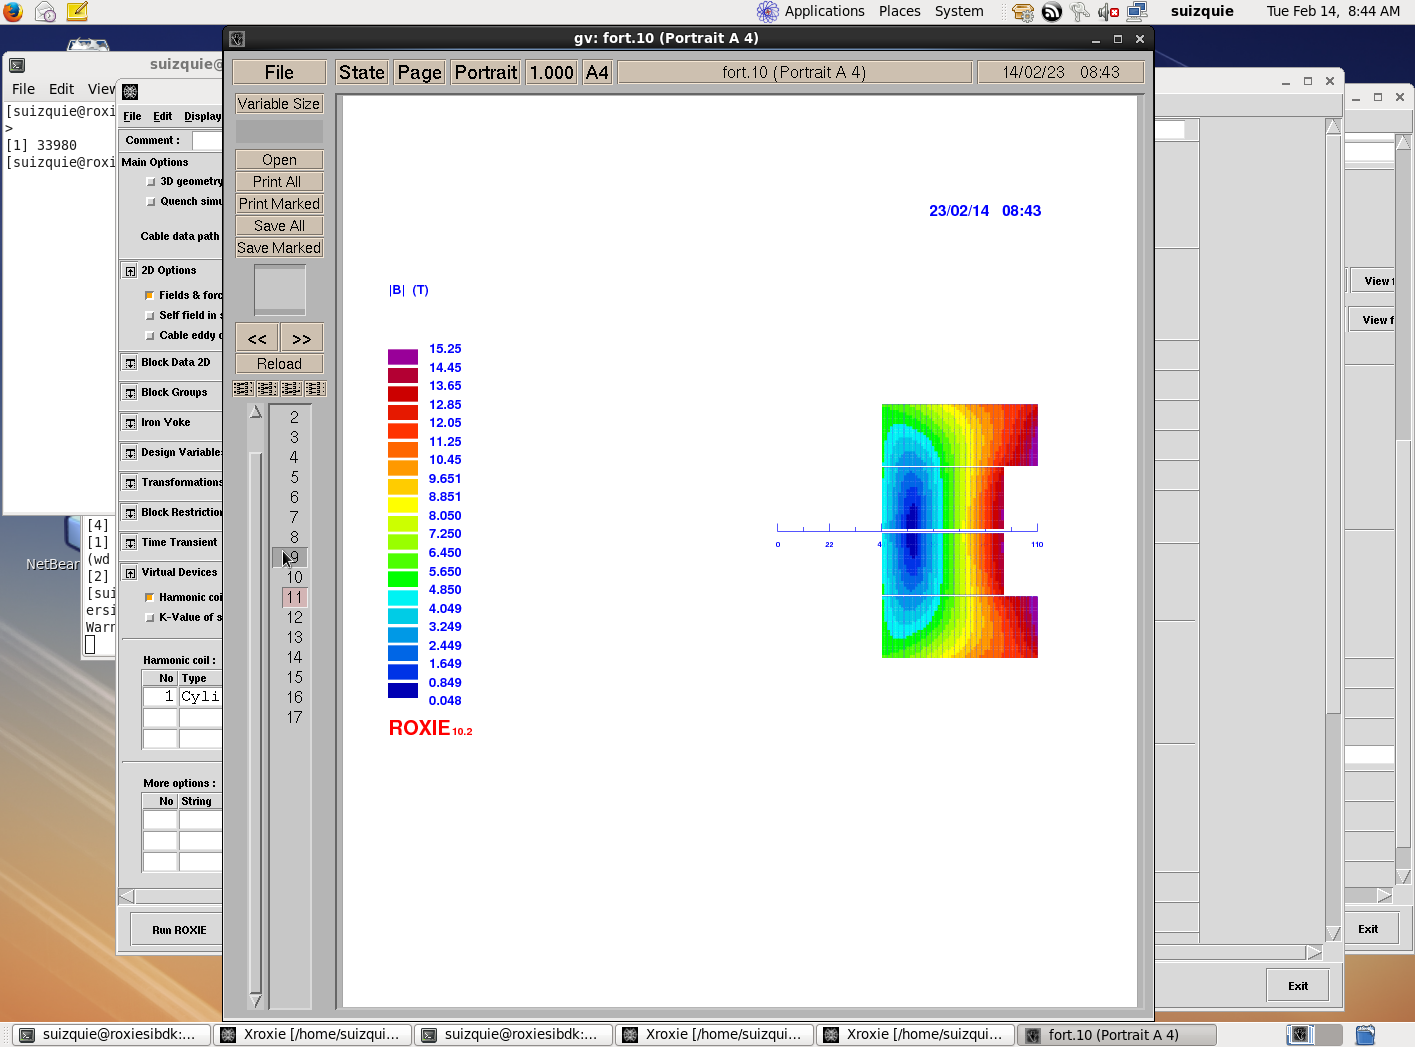 Applications Places System suizquie Tue Feb 14, 8:44 AM
gv: fort.10 (Portrait A 4)
suizquie@
File Edit View
[suizquie@roxi
>
[1] 33980
[suizquie@roxi
File Edit Display
Comment :
Main Options
3D geometry
Quench simu
Cable data path
2D Options
Fields & forc
Self field in s
Cable eddy c
Block Data 2D
Block Groups
Iron Yoke
Design Variable
Transformations
Block Restriction
Time Transient
Virtual Devices
Harmonic coi
K-Value of s
Harmonic coil :
No Type
1 Cyli
More options :
No String
Run ROXIE
[4]
[1]
(wd
[2]
[sui
ersi
Warn
NetBean
File State Page Portrait 1.000 A4 fort.10 (Portrait A 4) 14/02/23 08:43
Variable Size
Open
Print All
Print Marked
Save All
Save Marked
<< >>
Reload
2
3
4
5
6
7
8
9
10
11
12
13
14
15
16
17
23/02/14 08:43
|B| (T)
15.25
14.45
13.65
12.85
12.05
11.25
10.45
9.651
8.851
8.050
7.250
6.450
5.650
4.850
4.049
3.249
2.449
1.649
0.849
0.048
ROXIE 10.2
0 22 4 110
View f
View f
Exit
Exit
suizquie@roxiesibdk:... Xroxie [/home/suizqui... suizquie@roxiesibdk:... Xroxie [/home/suizqui... Xroxie [/home/suizqui... fort.10 (Portrait A 4)